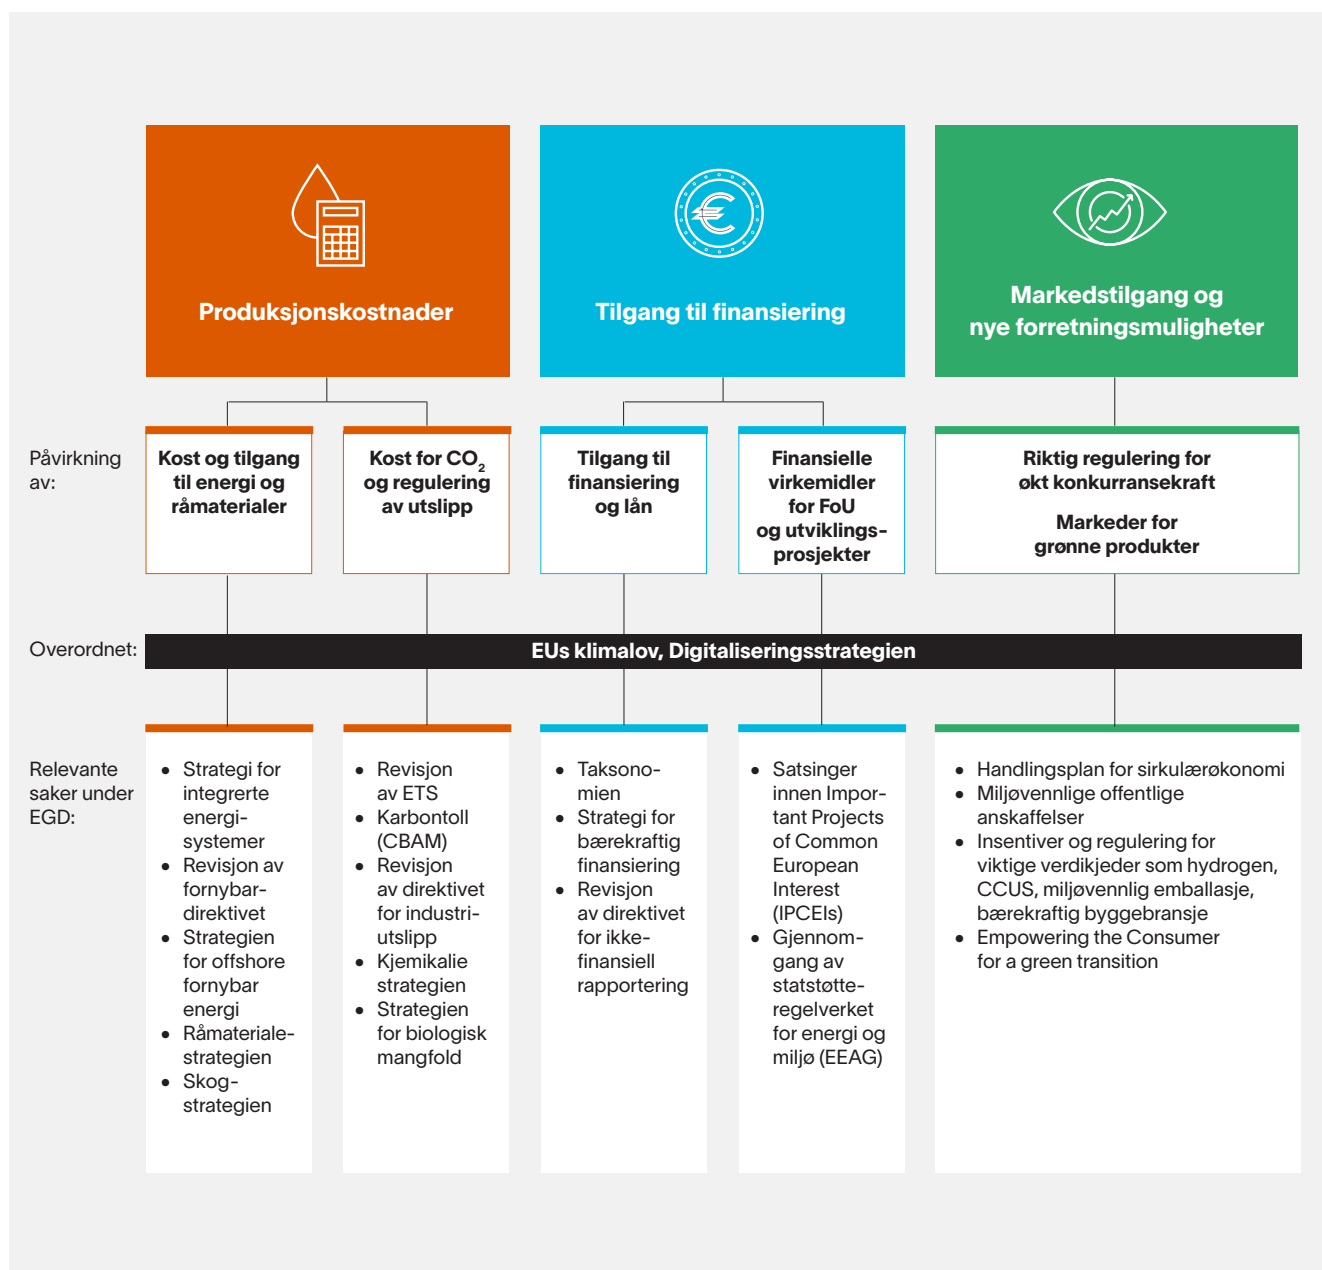 Produksjonskostnader
Tilgang til finansiering
Markedstilgang og
nye forretningsmuligheter
Påvirkning
av:
Kost og tilgang
til energi og
råmaterialer
Kost for CO₂
og regulering
av utslipp
Tilgang til
finansiering
og lån
Finansielle
virkemidler
for FoU
og utviklings-
prosjekter
Riktig regulering for
økt konkurransekraft
Markeder for
grønne produkter
Overordnet:
EUs klimalov, Digitaliseringsstrategien
Relevante
saker under
EGD:
• Strategi for
integrerte
energi-
systemer
• Revisjon av
fornybar-
direktivet
• Strategien
for offshore
fornybar
energi
• Råmateriale-
strategien
• Skog-
strategien
• Revisjon
av ETS
• Karbontoll
(CBAM)
• Revisjon
av direktivet
for industri-
utslipp
• Kjemikalie
strategien
• Strategien
for biologisk
mangfold
• Taksono-
mien
• Strategi for
bærekraftig
finansiering
• Revisjon
av direktivet
for ikke-
finansiell
rapportering
• Satsinger
innen Impor-
tant Projects
of Common
European
Interest
(IPCEIs)
• Gjennom-
gang av
statstøtte-
regelverket
for energi og
miljø (EEAG)
• Handlingsplan for sirkulærøkonomi
• Miljøvennlige offentlige
anskaffelser
• Insentiver og regulering for
viktige verdikjeder som hydrogen,
CCUS, miljøvennlig emballasje,
bærekraftig byggebransje
• Empowering the Consumer
for a green transition